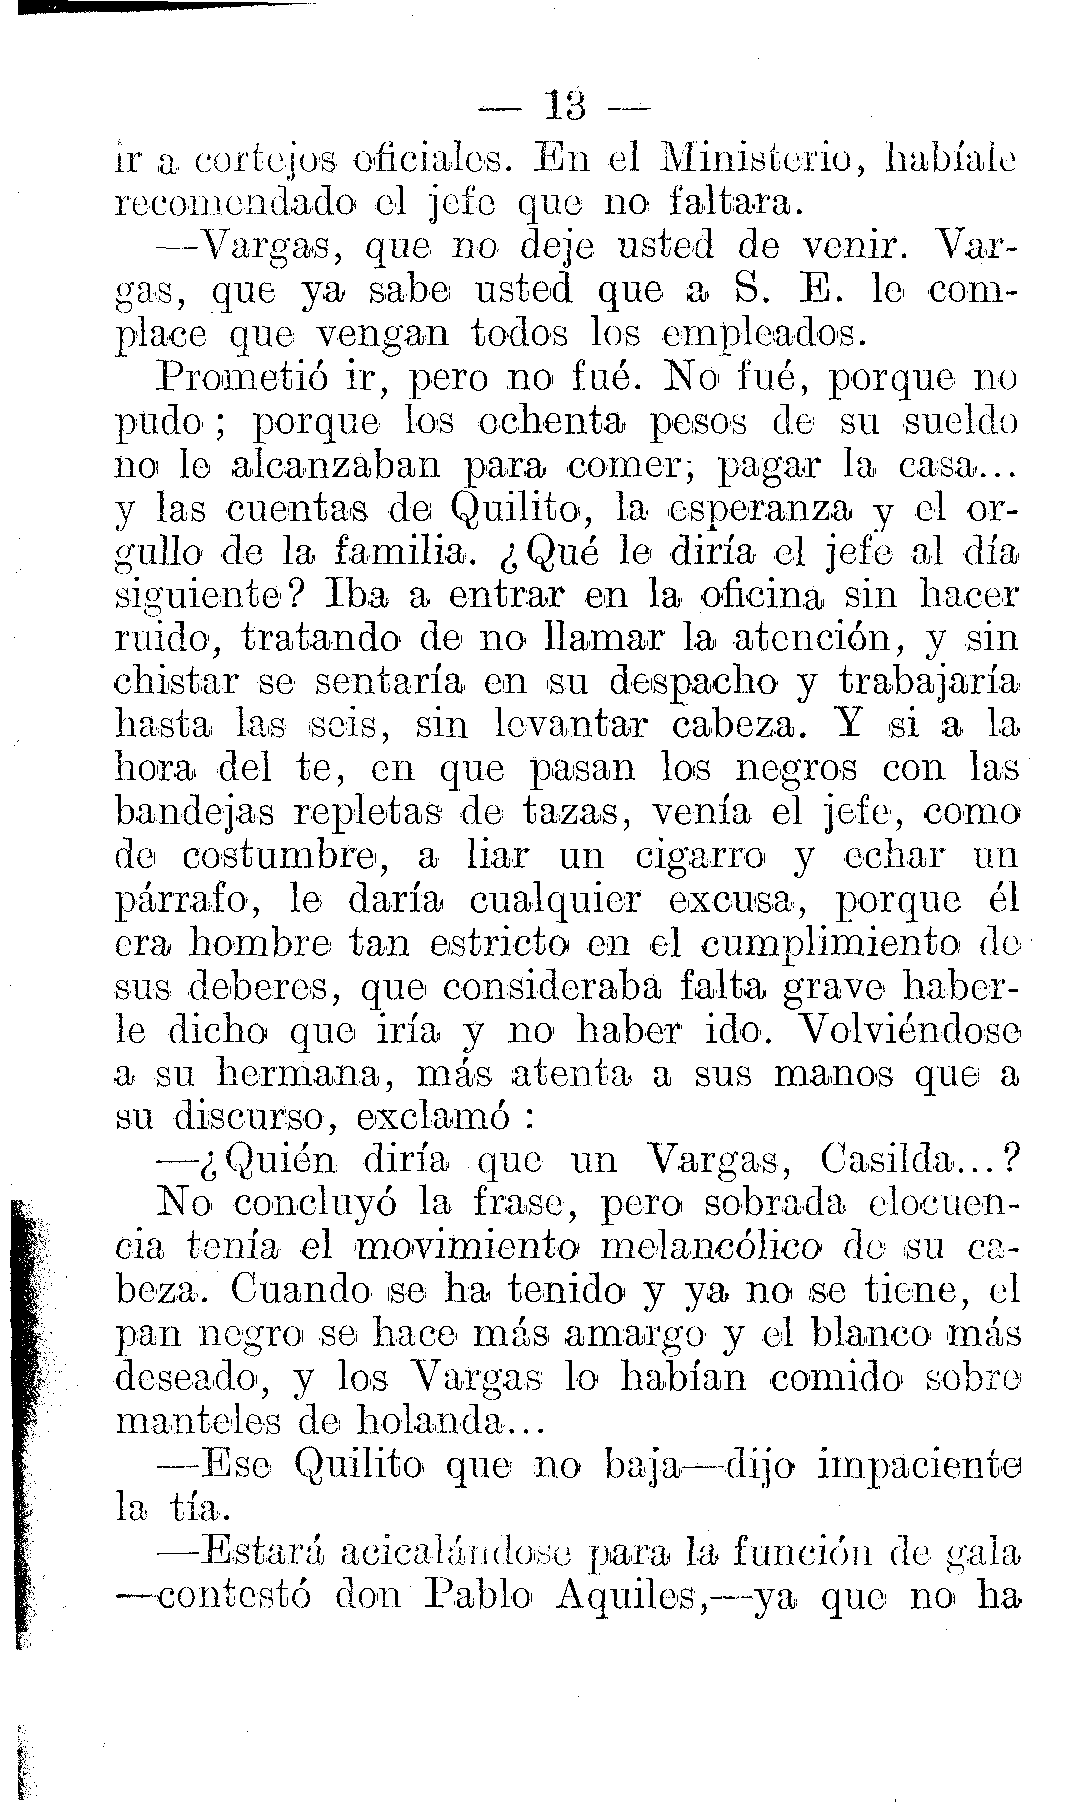 — 13 —
ir a cortejos oficiales. En el Ministerio, habíale
recomendado el jefe que no faltara.
—Vargas, que no deje usted de venir. Var-
gas, que ya sabe usted que a S. E. le com-
place que vengan todos los empleados.
Prometió ir, pero no fué. No fué, porque no
pudo ; porque los ochenta pesos de su sueldo
no le alcanzaban para comer, pagar la casa...
y las cuentas de Quilito, la esperanza y el or-
gullo de la familia. ¿Qué le diría el jefe al día
siguiente? Iba a entrar en la oficina sin hacer
ruido, tratando de no llamar la atención, y sin
chistar se sentaría en su despacho y trabajaría
hasta las seis, sin levantar cabeza. Y si a la
hora del te, en que pasan los negros con las
bandejas repletas de tazas, venía el jefe, como
de costumbre, a liar un cigarro y echar un
párrafo, le daría cualquier excusa, porque él
era hombre tan estricto en el cumplimiento de
sus deberes, que consideraba falta grave haber-
le dicho que iría y no haber ido. Volviéndose
a su hermana, más atenta a sus manos que a
su discurso, exclamó :
—¿Quién diría que un Vargas, Casilda...?
No concluyó la frase, pero sobrada elocuen-
cia tenía el movimiento melancólico de su ca-
beza. Cuando se ha tenido y ya no se tiene, el
pan negro se hace más amargo y el blanco más
deseado, y los Vargas lo habían comido sobre
manteles de holanda...
—Ese Quilito que no baja—dijo impaciente
la tía.
—Estará acicalándose para la función de gala
—contestó don Pablo Aquiles,—ya que no ha